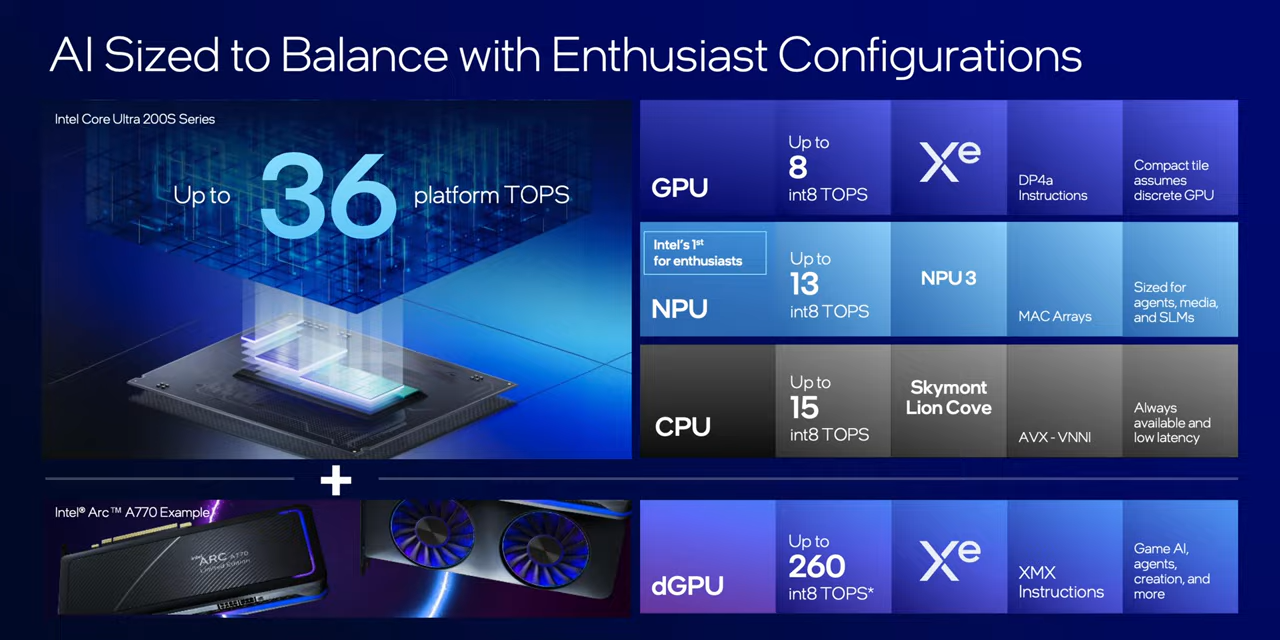 AI Sized to Balance with Enthusiast Configurations
Intel Core Ultra 200S Series
Up to 36 platform TOPS
GPU
Up to
8
int8 TOPS
Xe
DP4a
Instructions
Compact tile
assumes
discrete GPU
Intel's 1st
for enthusiasts
NPU
Up to
13
int8 TOPS
NPU 3
MAC Arrays
Sized for
agents, media,
and SLMs
CPU
Up to
15
int8 TOPS
Skymont
Lion Cove
AVX - VNNI
Always
available and
low latency
+
Intel® Arc™ A770 Example
intel
ARC A770
Limited Edition
dGPU
Up to
260
int8 TOPS*
Xe
XMX
Instructions
Game AI,
agents,
creation, and
more